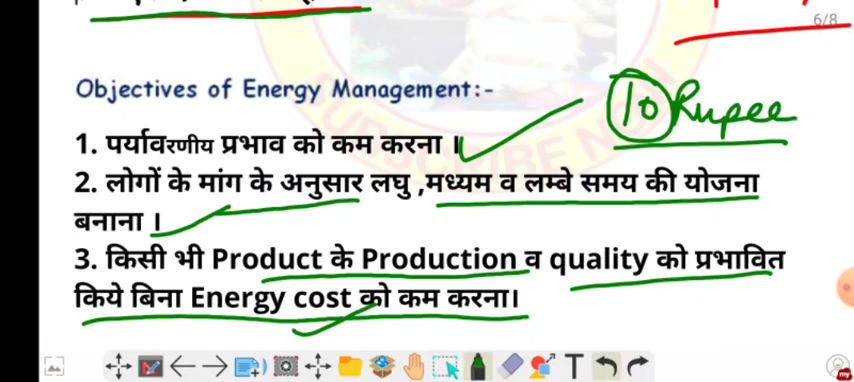 6/8
Objectives of Energy Management:-
10 Rupee
1. पर्यावरणीय प्रभाव को कम करना ।
2. लोगों के मांग के अनुसार लघु ,मध्यम व लम्बे समय की योजना
बनाना ।
3. किसी भी Product के Production व quality को प्रभावित
किये बिना Energy cost को कम करना।